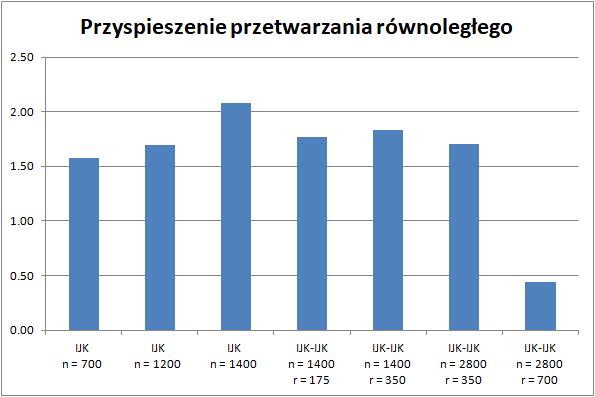 Przyspieszenie przetwarzania równoległego
2.50
2.00
1.50
1.00
0.50
0.00
IJK
n = 700
IJK
n = 1200
IJK
n = 1400
IJK-IJK
n = 1400
r = 175
IJK-IJK
n = 1400
r = 350
IJK-IJK
n = 2800
r = 350
IJK-IJK
n = 2800
r = 700